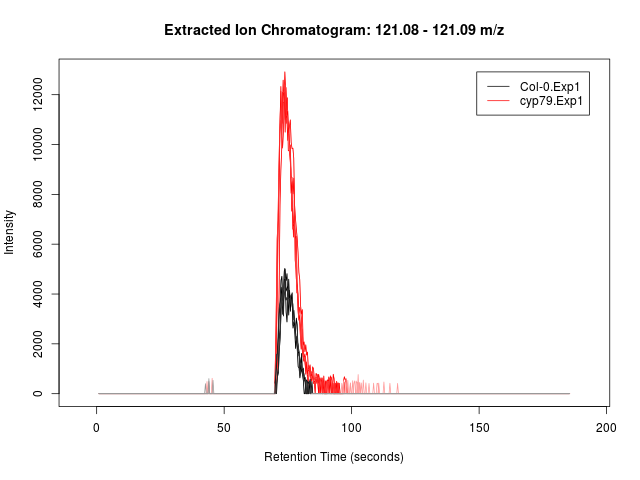 Extracted Ion Chromatogram: 121.08 - 121.09 m/z
Col-0.Exp1
cyp79.Exp1
Intensity
12000
10000
8000
6000
4000
2000
0
0 50 100 150 200
Retention Time (seconds)